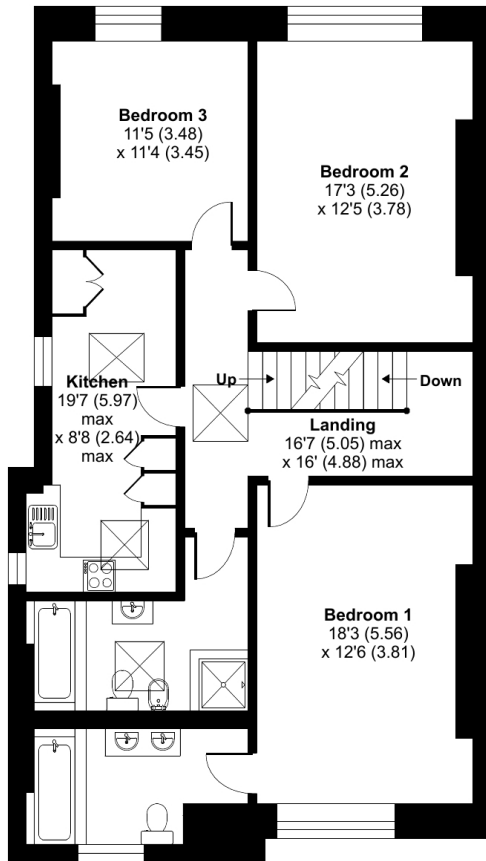 Bedroom 3
11'5 (3.48)
x 11'4 (3.45)
Bedroom 2
17'3 (5.26)
x 12'5 (3.78)
Kitchen
19'7 (5.97)
max
x 8'8 (2.64)
max
Up
Down
Landing
16'7 (5.05) max
x 16' (4.88) max
Bedroom 1
18'3 (5.56)
x 12'6 (3.81)